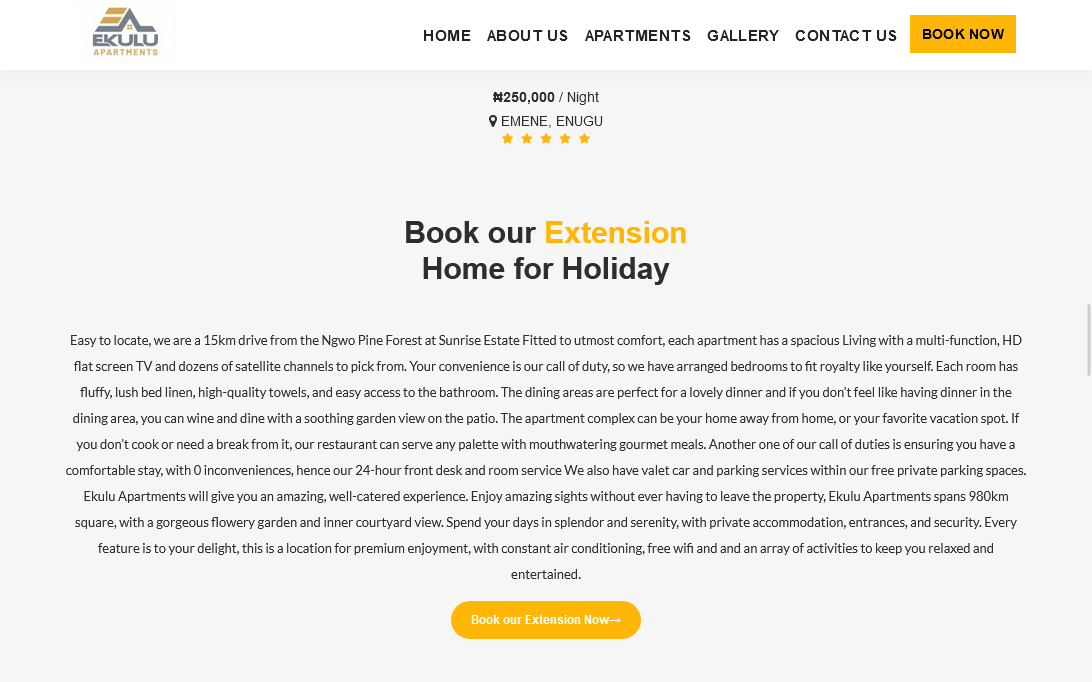 EKULU
APARTMENTS
HOME ABOUT US APARTMENTS GALLERY CONTACT US BOOK NOW
₦250,000 / Night
EMENE, ENUGU
Book our Extension
Home for Holiday
Easy to locate, we are a 15km drive from the Ngwo Pine Forest at Sunrise Estate Fitted to utmost comfort, each apartment has a spacious Living with a multi-function, HD
flat screen TV and dozens of satellite channels to pick from. Your convenience is our call of duty, so we have arranged bedrooms to fit royalty like yourself. Each room has
fluffy, lush bed linen, high-quality towels, and easy access to the bathroom. The dining areas are perfect for a lovely dinner and if you don’t feel like having dinner in the
dining area, you can wine and dine with a soothing garden view on the patio. The apartment complex can be your home away from home, or your favorite vacation spot. If
you don’t cook or need a break from it, our restaurant can serve any palette with mouthwatering gourmet meals. Another one of our call of duties is ensuring you have a
comfortable stay, with 0 inconveniences, hence our 24-hour front desk and room service We also have valet car and parking services within our free private parking spaces.
Ekulu Apartments will give you an amazing, well-catered experience. Enjoy amazing sights without ever having to leave the property, Ekulu Apartments spans 980km
square, with a gorgeous flowery garden and inner courtyard view. Spend your days in splendor and serenity, with private accommodation, entrances, and security. Every
feature is to your delight, this is a location for premium enjoyment, with constant air conditioning, free wifi and and an array of activities to keep you relaxed and
entertained.
Book our Extension Now→